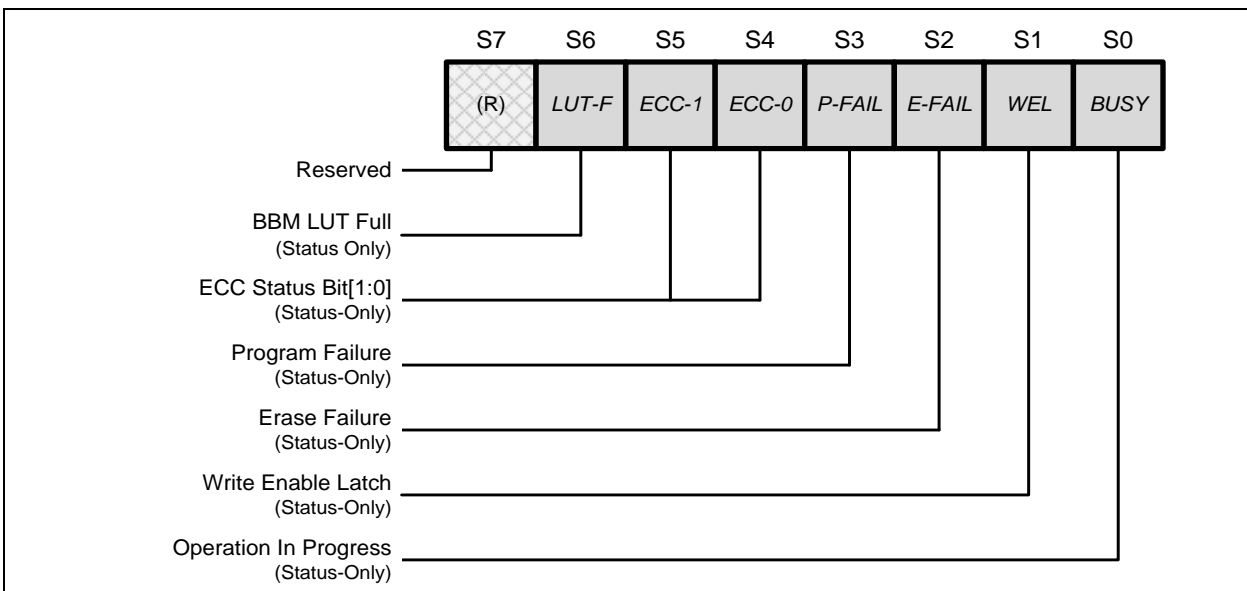 S7 S6 S5 S4 S3 S2 S1 S0
(R) LUT-F ECC-1 ECC-0 P-FAIL E-FAIL WEL BUSY
Reserved
BBM LUT Full
(Status Only)
ECC Status Bit[1:0]
(Status-Only)
Program Failure
(Status-Only)
Erase Failure
(Status-Only)
Write Enable Latch
(Status-Only)
Operation In Progress
(Status-Only)